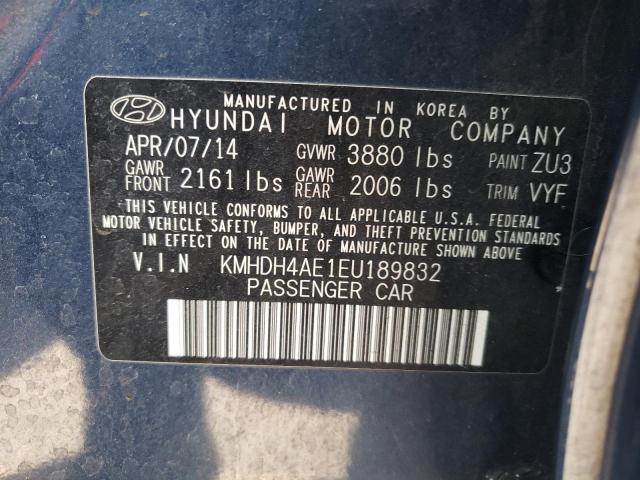 MANUFACTURED IN KOREA BY
HYUNDAI MOTOR COMPANY
APR/07/14 GVWR 3880 lbs PAINT ZU3
GAWR FRONT 2161 lbs GAWR REAR 2006 lbs TRIM VYF
THIS VEHICLE CONFORMS TO ALL APPLICABLE U.S.A. FEDERAL
MOTOR VEHICLE SAFETY, BUMPER, AND THEFT PREVENTION
STANDARDS IN EFFECT ON THE DATE OF MANUFACTURE SHOWN ABOVE
V.I.N KMHDH4AE1EU189832
PASSENGER CAR